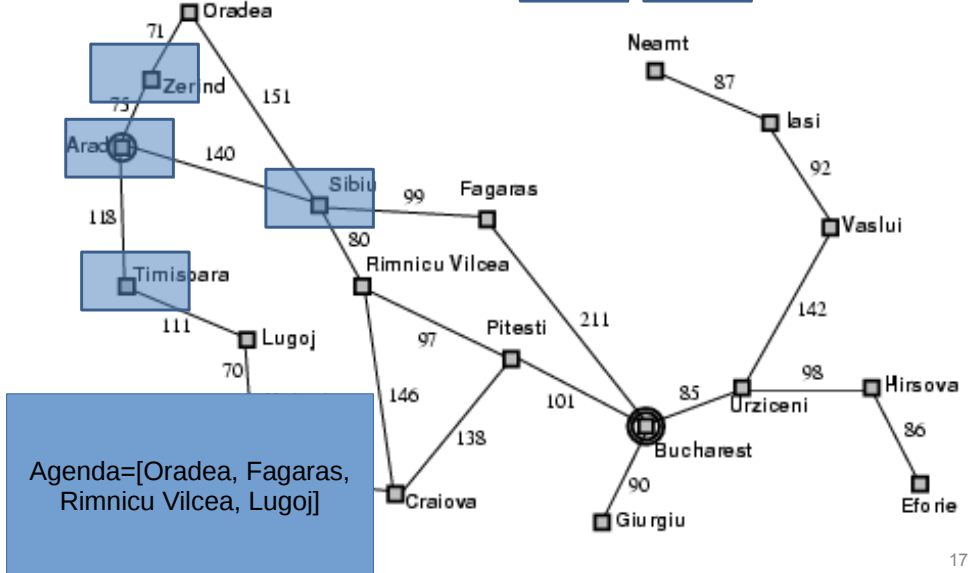 Oradea
71
Neamt
Zerind
87
151
75
Iasi
Arad
140
Sibiu
Fagaras
92
99
118
80
Vaslui
Timisoara
Rimnicu Vilcea
111
Lugoj
97
Pitesti
211
142
70
146
101
85
98
Hirsova
Urziceni
138
86
Bucharest
Agenda=[Oradea, Fagaras,
Rimnicu Vilcea, Lugoj]
90
Craiova
Giurgiu
Eforie
17